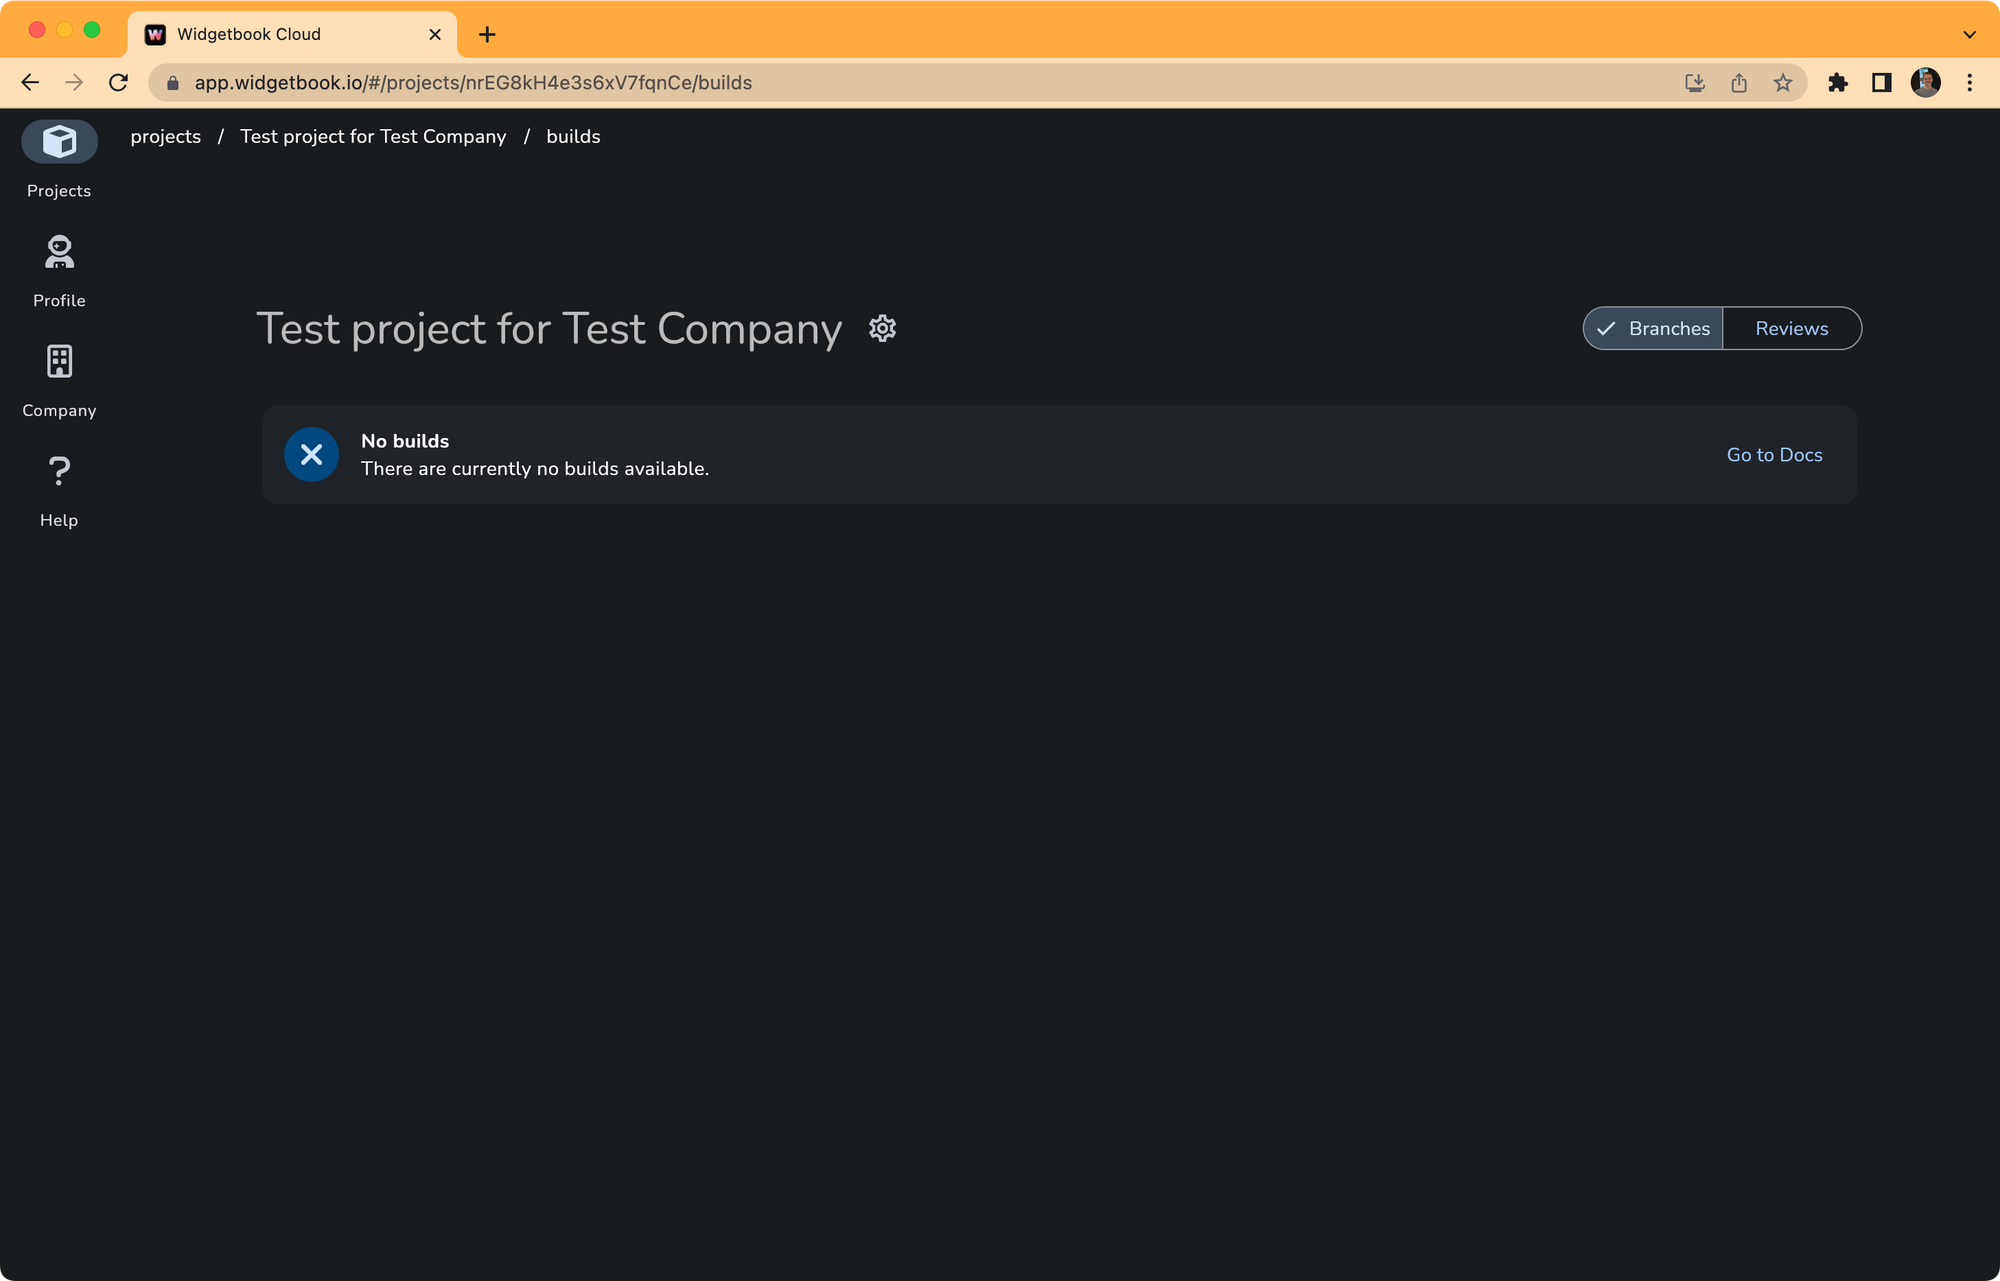 Widgetbook Cloud
app.widgetbook.io/#/projects/nrEG8kH4e3s6xV7fqnCe/builds
projects / Test project for Test Company / builds
Projects
Profile
Company
Help
Test project for Test Company
Branches
Reviews
No builds
There are currently no builds available.
Go to Docs